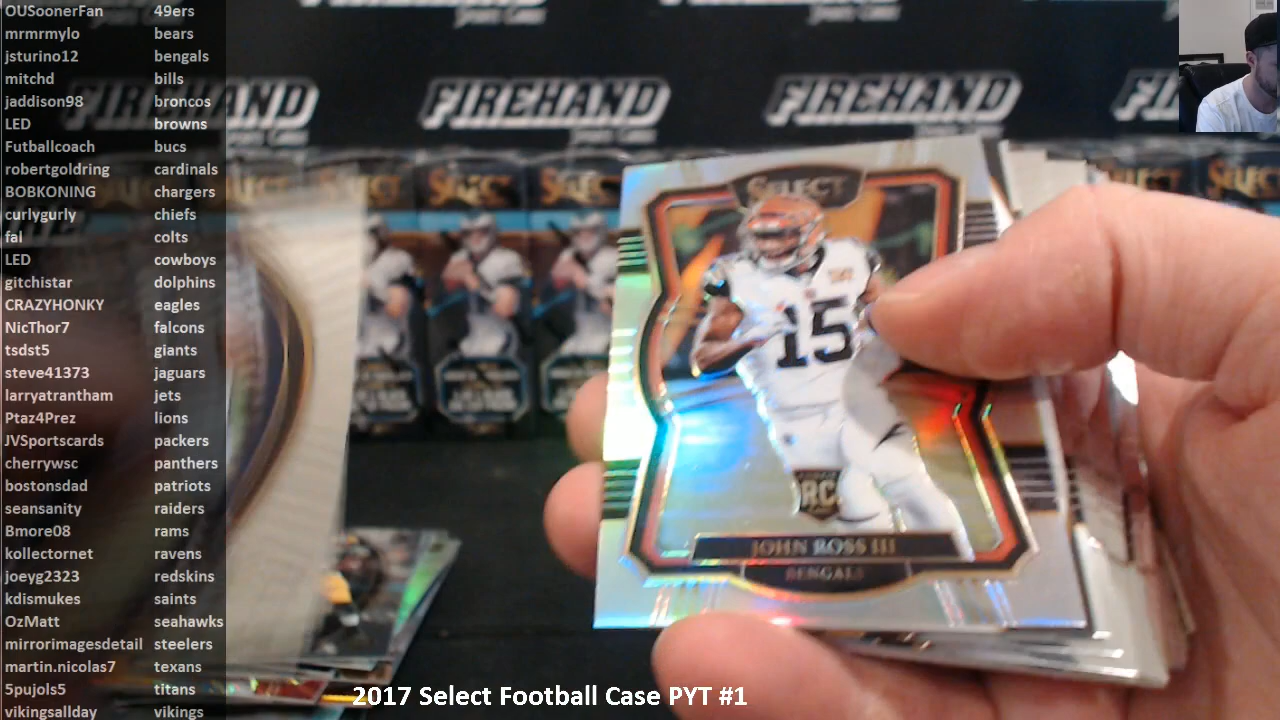 OUSoonerFan 49ers
mrmrmylo bears
jsturino12 bengals
mitchd bills
jaddison98 broncos
LED browns
Futballcoach bucs
robertgoldring cardinals
BOBKONING chargers
curlygurly chiefs
fal colts
LED cowboys
gitchistar dolphins
CRAZYHONKY eagles
NicThor7 falcons
tsdst5 giants
steve41373 jaguars
larryatrantham jets
Ptaz4Prez lions
JVSportscards packers
cherrywsc panthers
bostonsdad patriots
seansanity raiders
Bmore08 rams
kollectornet ravens
joeyg2323 redskins
kdismukes saints
OzMatt seahawks
mirrorimagesdetail steelers
martin.nicolas7 texans
5pujols5 titans
vikingsallday vikings
FIREHAND FIREHAND FIREHAND
SELECT SELECT SELECT
SELECT
15
RC
JOHN ROSS III
BENGALS
2017 Select Football Case PYT #1